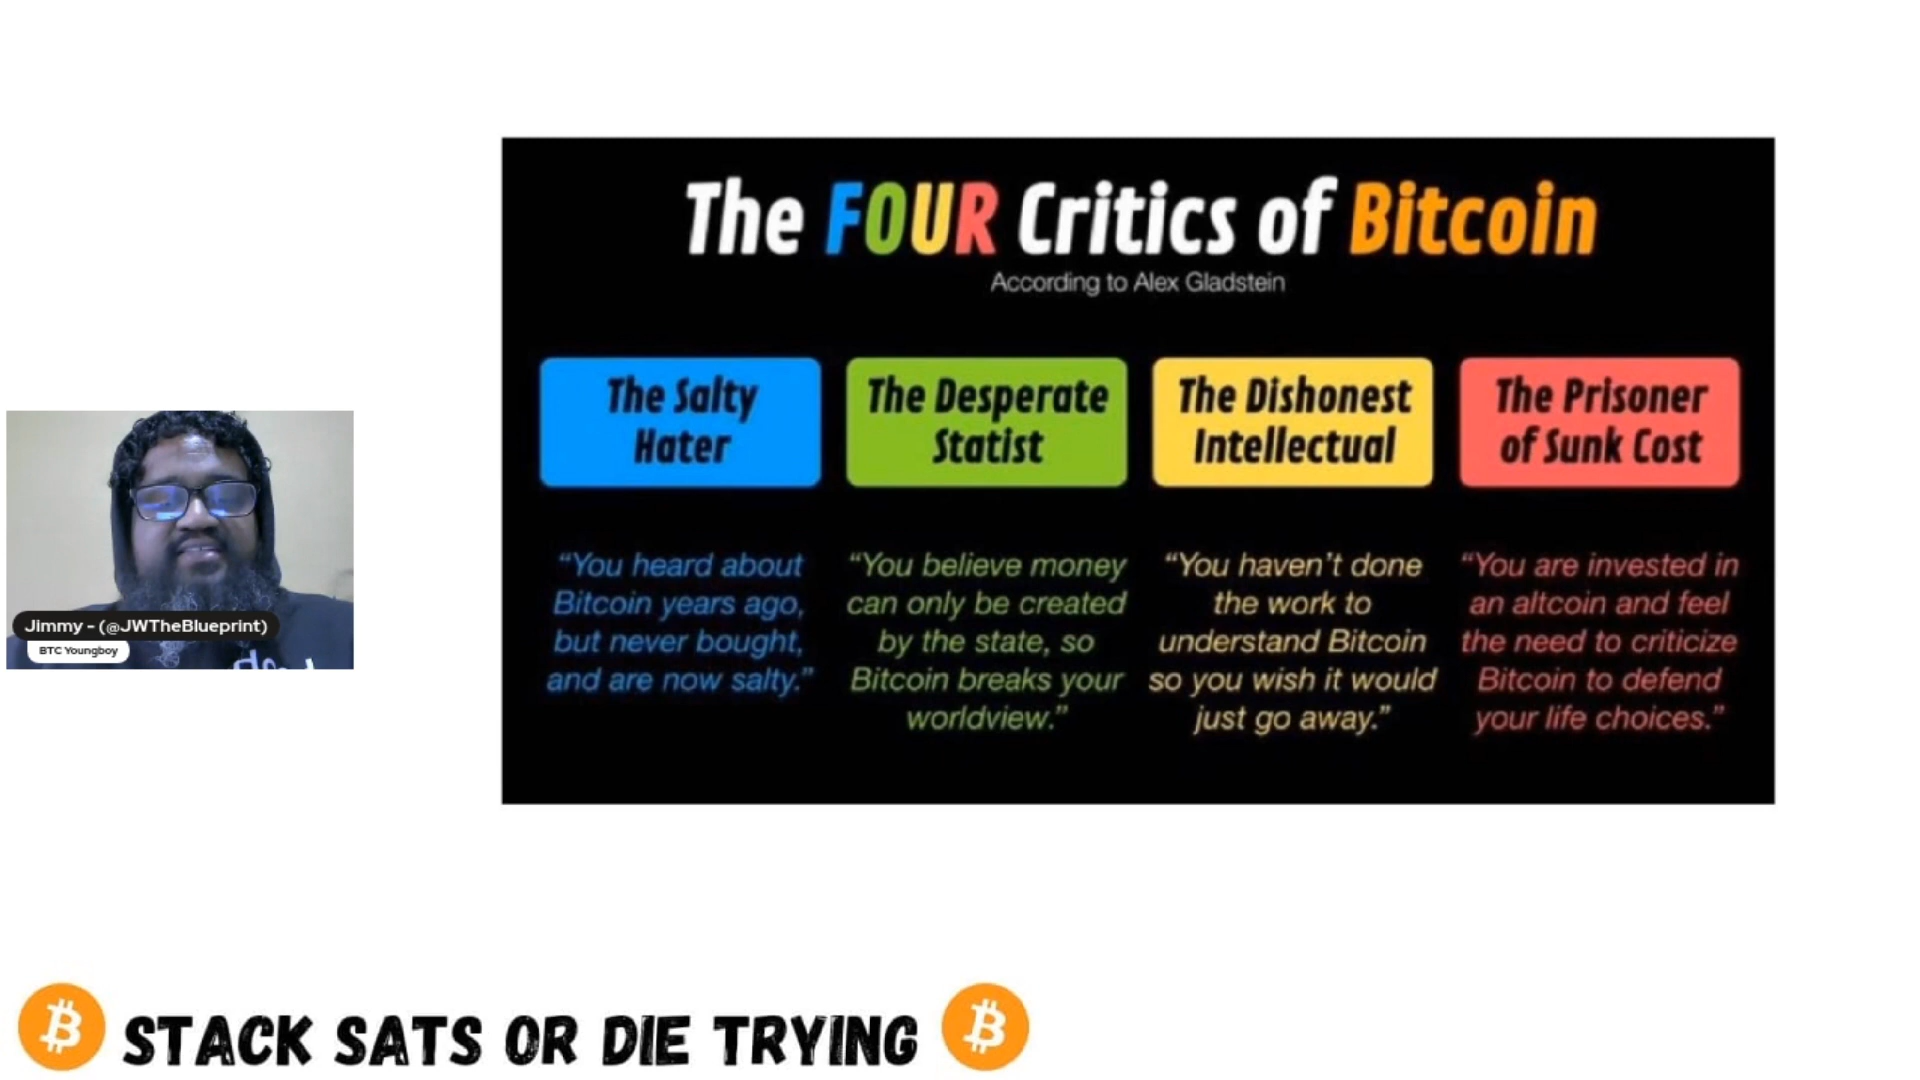 The FOUR Critics of Bitcoin
According to Alex Gladstein
The Salty
Hater
The Desperate
Statist
The Dishonest
Intellectual
The Prisoner
of Sunk Cost
“You heard about
Bitcoin years ago,
but never bought,
and are now salty.”
“You believe money
can only be created
by the state, so
Bitcoin breaks your
worldview.”
“You haven’t done
the work to
understand Bitcoin
so you wish it would
just go away.”
“You are invested in
an altcoin and feel
the need to criticize
Bitcoin to defend
your life choices.”
Jimmy - (@JWTheBlueprint)
BTC Youngboy
STACK SATS OR DIE TRYING